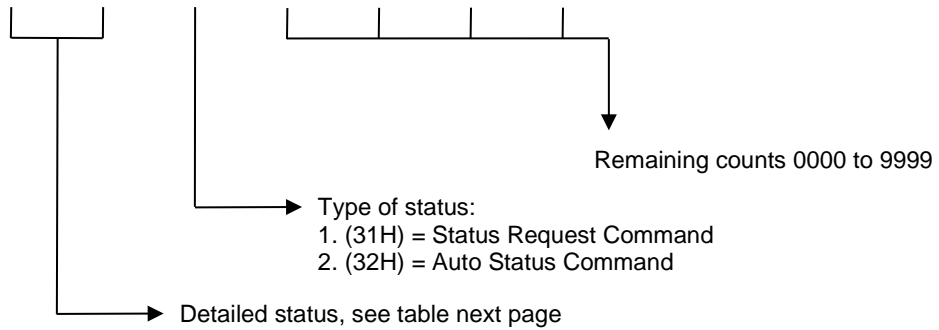 Remaining counts 0000 to 9999
Type of status:
1. (31H) = Status Request Command
2. (32H) = Auto Status Command
Detailed status, see table next page